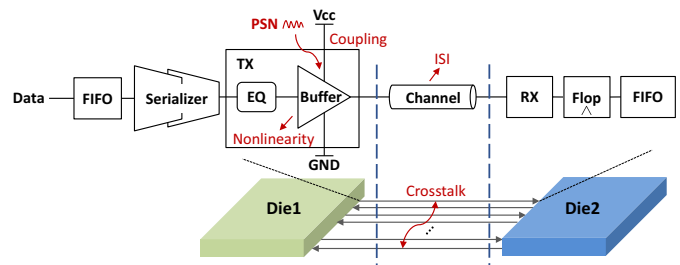 Vcc
PSN
Coupling
TX
ISI
Data
FIFO
Serializer
EQ
Buffer
Channel
RX
Flop
FIFO
Nonlinearity
GND
Crosstalk
Die1
Die2
...